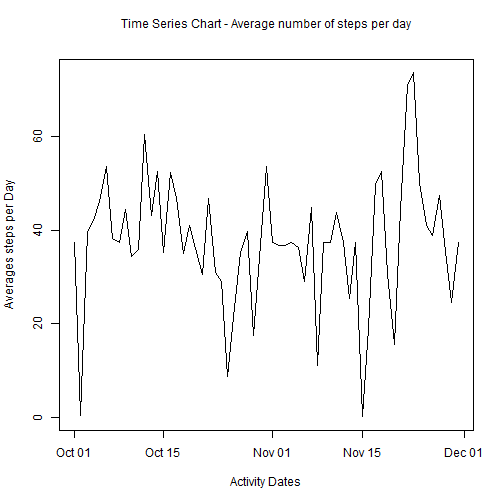 Time Series Chart - Average number of steps per day
Averages steps per Day
60
40
20
0
Oct 01 Oct 15 Nov 01 Nov 15 Dec 01
Activity Dates